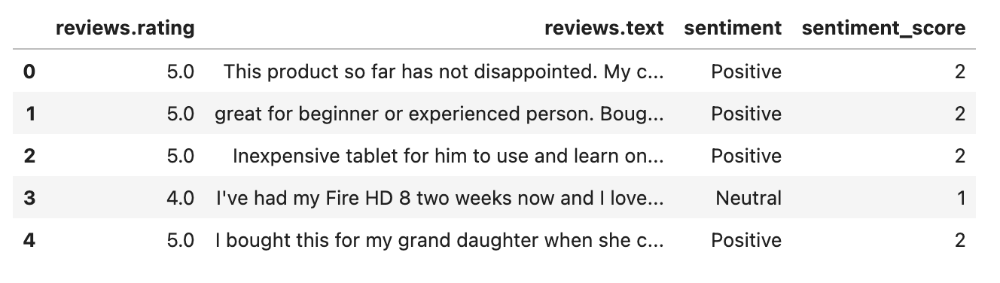 reviews.rating reviews.text sentiment sentiment_score
0 5.0 This product so far has not disappointed. My c... Positive 2
1 5.0 great for beginner or experienced person. Boug... Positive 2
2 5.0 Inexpensive tablet for him to use and learn on... Positive 2
3 4.0 I've had my Fire HD 8 two weeks now and I love... Neutral 1
4 5.0 I bought this for my grand daughter when she c... Positive 2